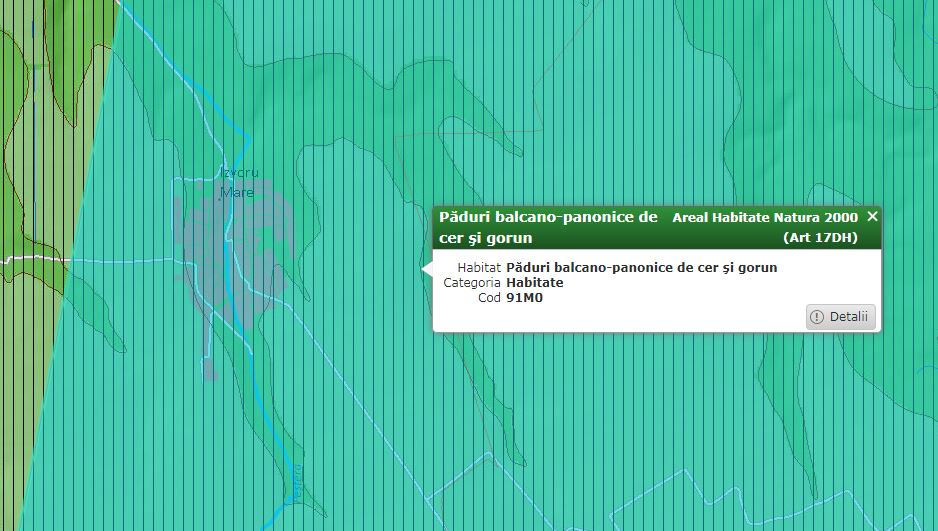 Izvoru
Mare
Păduri balcano-panonice de
cer şi gorun
Areal Habitate Natura 2000
(Art 17DH)
Habitat Păduri balcano-panonice de cer şi gorun
Categoria Habitate
Cod 91M0
Detalii